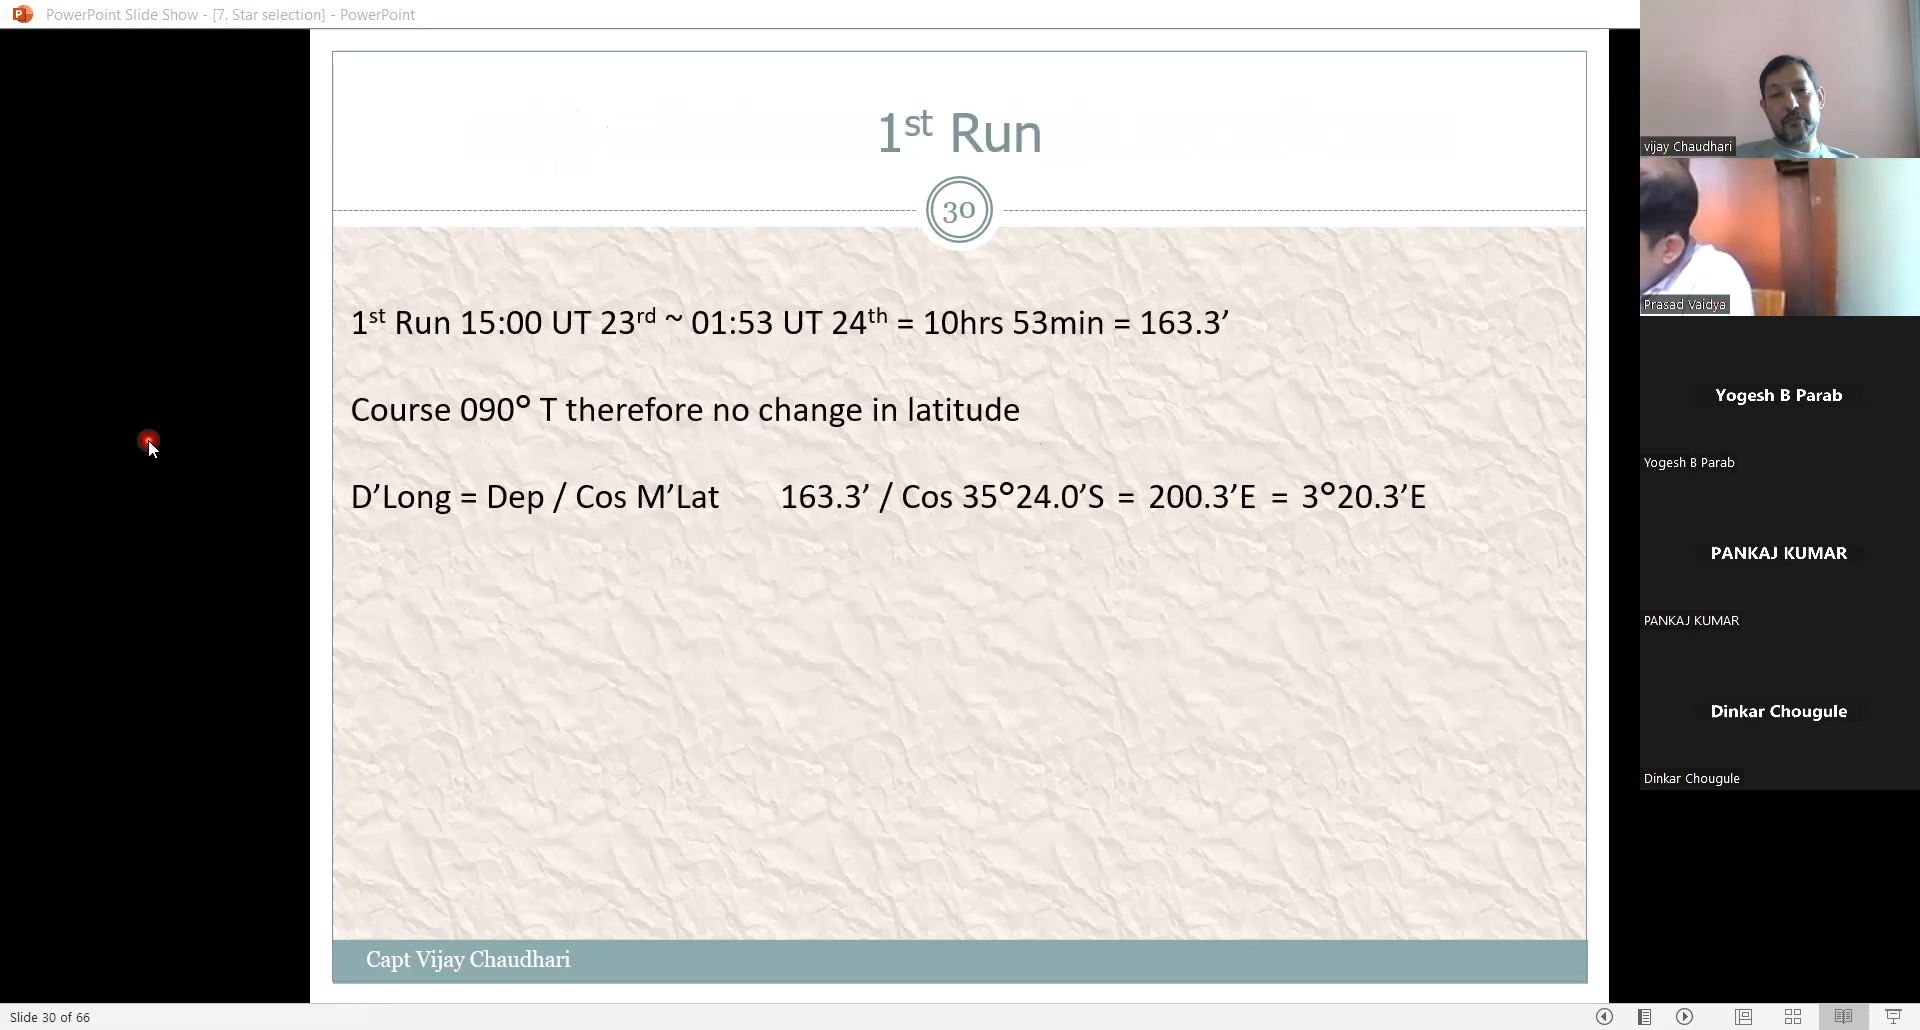 PowerPoint Slide Show - [7. Star selection] - PowerPoint
1st Run
30
1st Run 15:00 UT 23rd ~ 01:53 UT 24th = 10hrs 53min = 163.3’
Course 090° T therefore no change in latitude
D’Long = Dep / Cos M’Lat 163.3’ / Cos 35°24.0’S = 200.3’E = 3°20.3’E
Capt Vijay Chaudhari
vijay Chaudhari
Prasad Vaidya
Yogesh B Parab
Yogesh B Parab
PANKAJ KUMAR
PANKAJ KUMAR
Dinkar Chougule
Dinkar Chougule
Slide 30 of 66